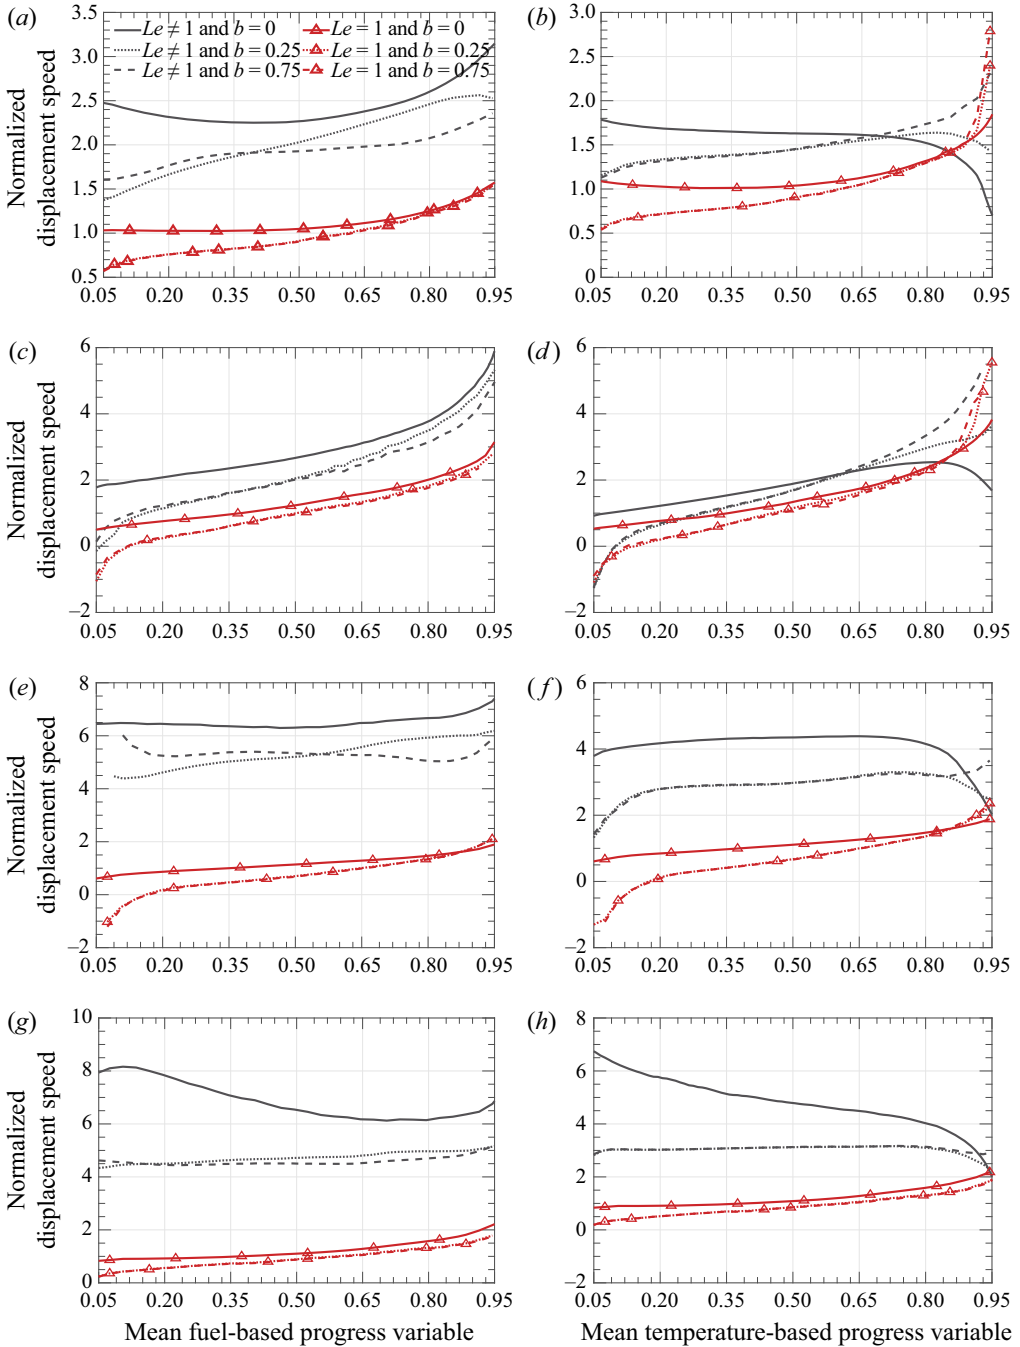 (a)
3.5
3.0
2.5
2.0
1.5
1.0
0.5
Le ≠ 1 and b = 0
Le ≠ 1 and b = 0.25
Le ≠ 1 and b = 0.75
Le = 1 and b = 0
Le = 1 and b = 0.25
Le = 1 and b = 0.75
0.05 0.20 0.35 0.50 0.65 0.80 0.95
Normalized
displacement speed
(b)
3.0
2.5
2.0
1.5
1.0
0.5
0
0.05 0.20 0.35 0.50 0.65 0.80 0.95
(c)
6
4
2
0
−2
0.05 0.20 0.35 0.50 0.65 0.80 0.95
Normalized
displacement speed
(d)
6
4
2
0
−2
0.05 0.20 0.35 0.50 0.65 0.80 0.95
(e)
8
6
4
2
0
−2
0.05 0.20 0.35 0.50 0.65 0.80 0.95
Normalized
displacement speed
(f)
6
4
2
0
−2
0.05 0.20 0.35 0.50 0.65 0.80 0.95
(g)
10
8
6
4
2
0
0.05 0.20 0.35 0.50 0.65 0.80 0.95
Normalized
displacement speed
Mean fuel-based progress variable
(h)
8
6
4
2
0
−2
0.05 0.20 0.35 0.50 0.65 0.80 0.95
Mean temperature-based progress variable